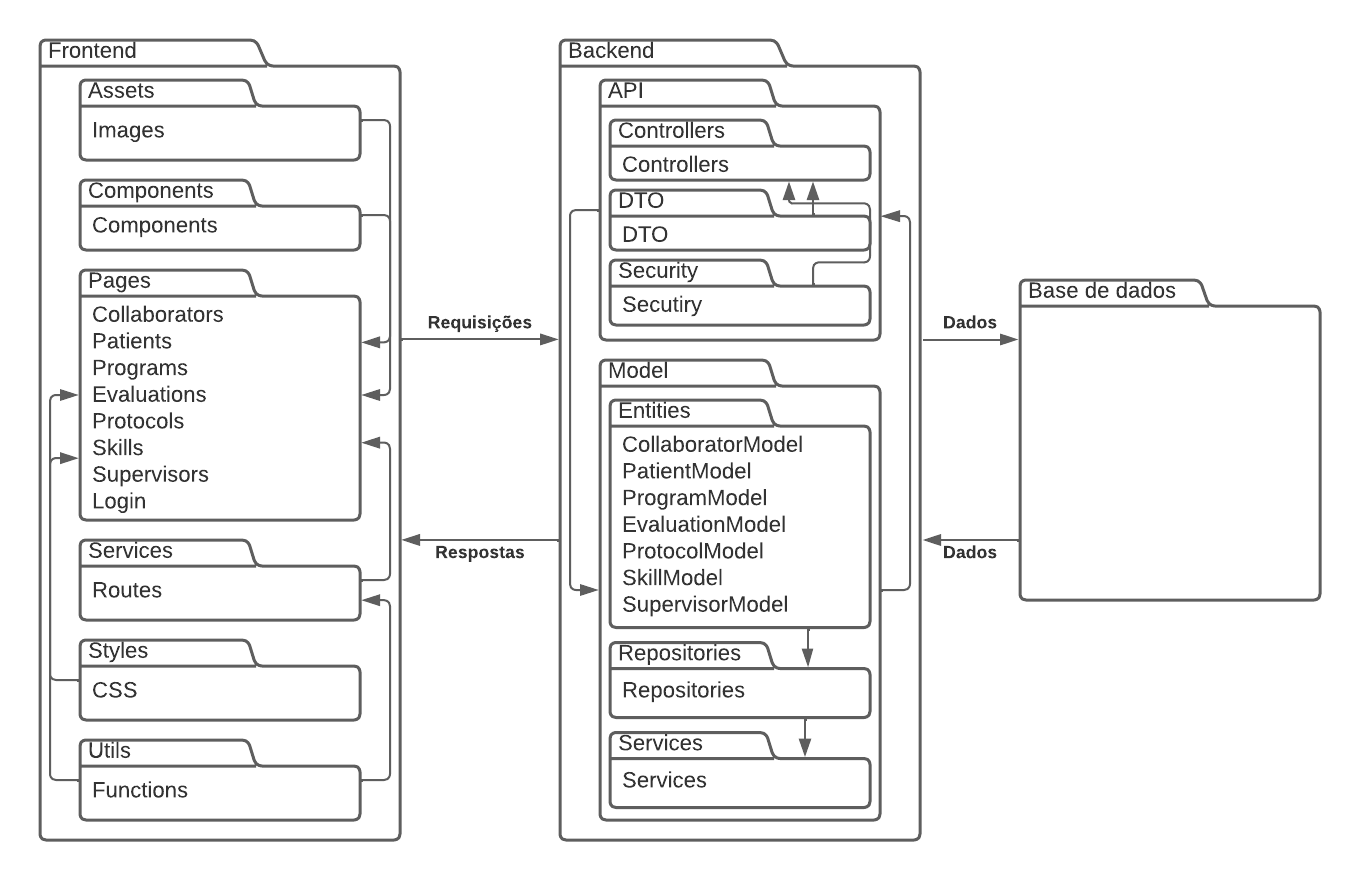 Frontend
Assets
Images
Components
Components
Pages
Collaborators
Patients
Programs
Evaluations
Protocols
Skills
Supervisors
Login
Services
Routes
Styles
CSS
Utils
Functions
Requisições
Respostas
Backend
API
Controllers
Controllers
DTO
DTO
Security
Secutiry
Model
Entities
CollaboratorModel
PatientModel
ProgramModel
EvaluationModel
ProtocolModel
SkillModel
SupervisorModel
Repositories
Repositories
Services
Services
Dados
Dados
Base de dados